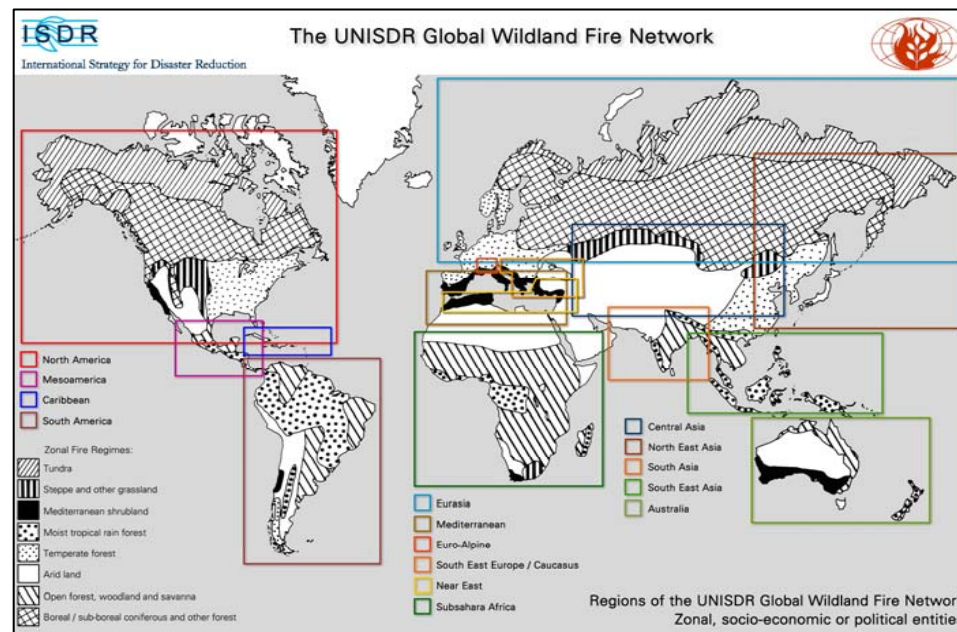 ISDR
International Strategy for Disaster Reduction
The UNISDR Global Wildland Fire Network
North America
Mesoamerica
Caribbean
South America
Zonal Fire Regimes:
Tundra
Steppe and other grassland
Mediterranean shrubland
Moist tropical rain forest
Temperate forest
Arid land
Open forest, woodland and savanna
Boreal / sub-boreal coniferous and other forest
Eurasia
Mediterranean
Euro-Alpine
South East Europe / Caucasus
Near East
Subsahara Africa
Central Asia
North East Asia
South Asia
South East Asia
Australia
Regions of the UNISDR Global Wildland Fire Networ
Zonal, socio-economic or political entitie